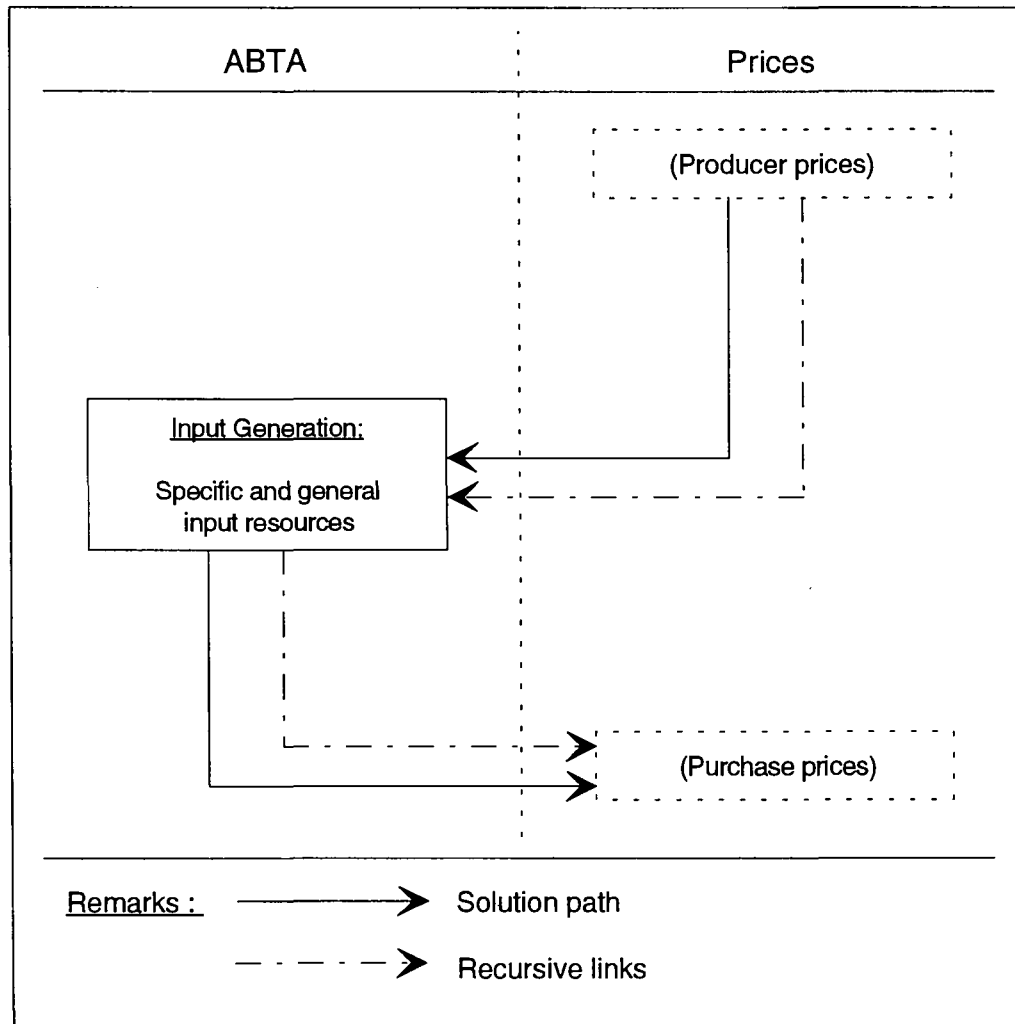 ABTA
Prices
(Producer prices)
Input Generation:
Specific and general
input resources
(Purchase prices)
Remarks :
Solution path
Recursive links